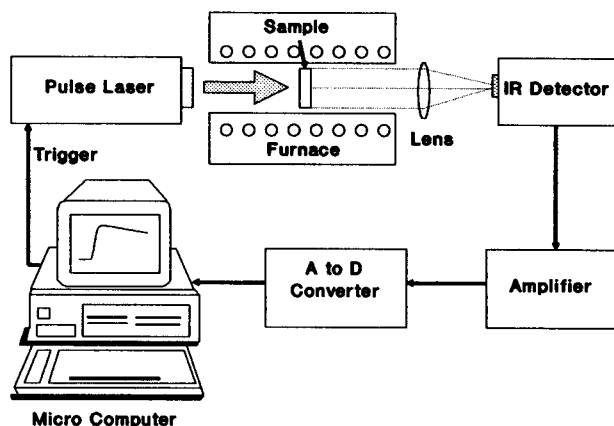 Sample
Pulse Laser
IR Detector
Furnace
Lens
Trigger
A to D
Converter
Amplifier
Micro Computer